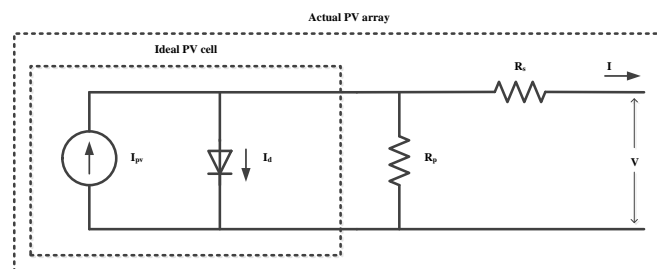 Actual PV array
Ideal PV cell
Rs
I
Ipv
Id
Rp
V